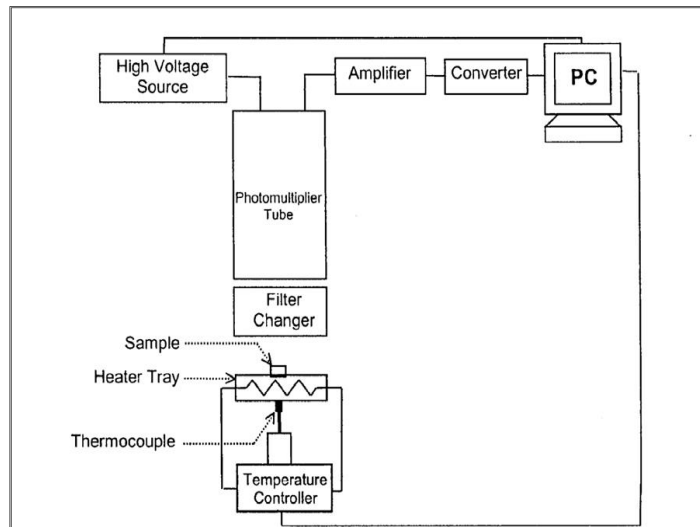 High Voltage
Source
Amplifier
Converter
PC
Photomultiplier
Tube
Filter
Changer
Sample
Heater Tray
Thermocouple
Temperature
Controller